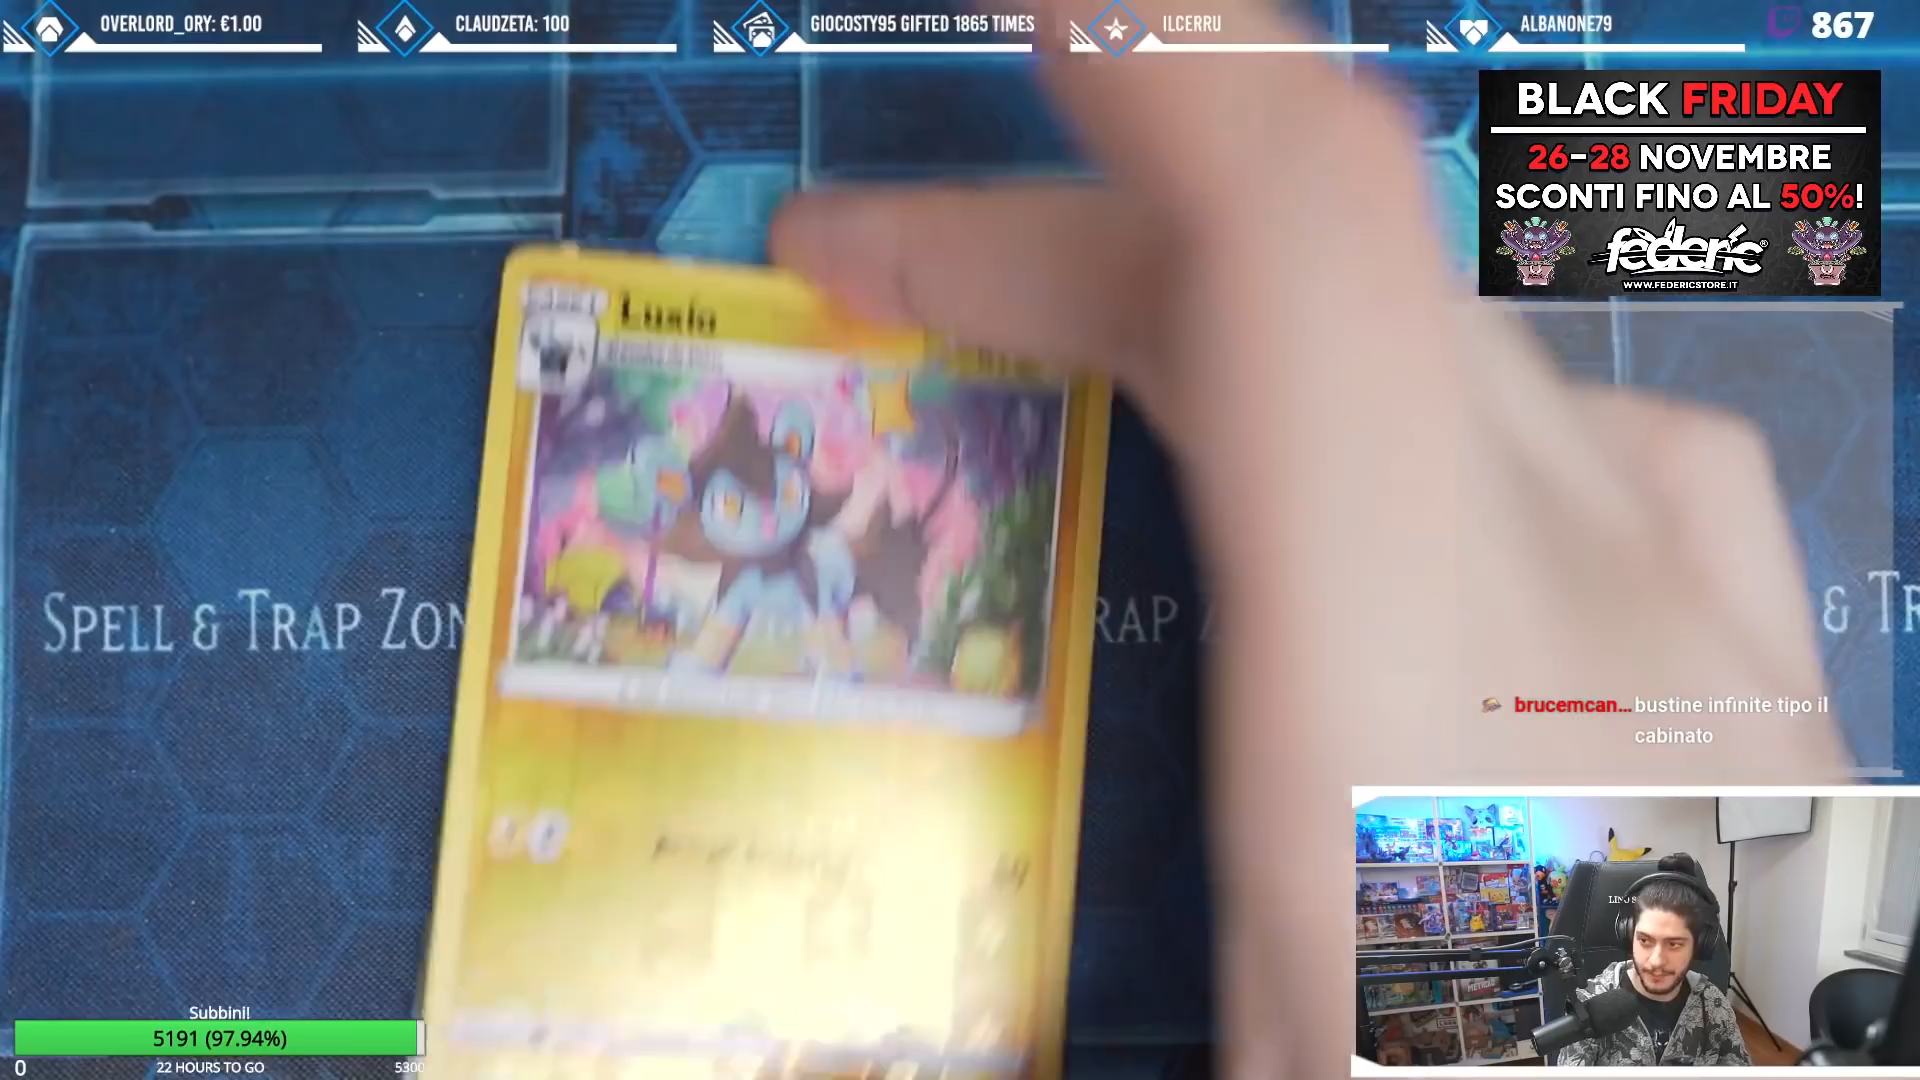 OVERLORD_ORY: €1.00
CLAUDZETA: 100
GIOCOSTY95 GIFTED 1865 TIMES
ILCERRU
ALBANONE79
867
BLACK FRIDAY
26-28 NOVEMBRE
SCONTI FINO AL 50%!
federic®
WWW.FEDERICSTORE.IT
Luxio
SPELL & TRAP ZON
RAP Z
& TR
brucemcan… bustine infinite tipo il
cabinato
Subbini!
5191 (97.94%)
0
22 HOURS TO GO
5300